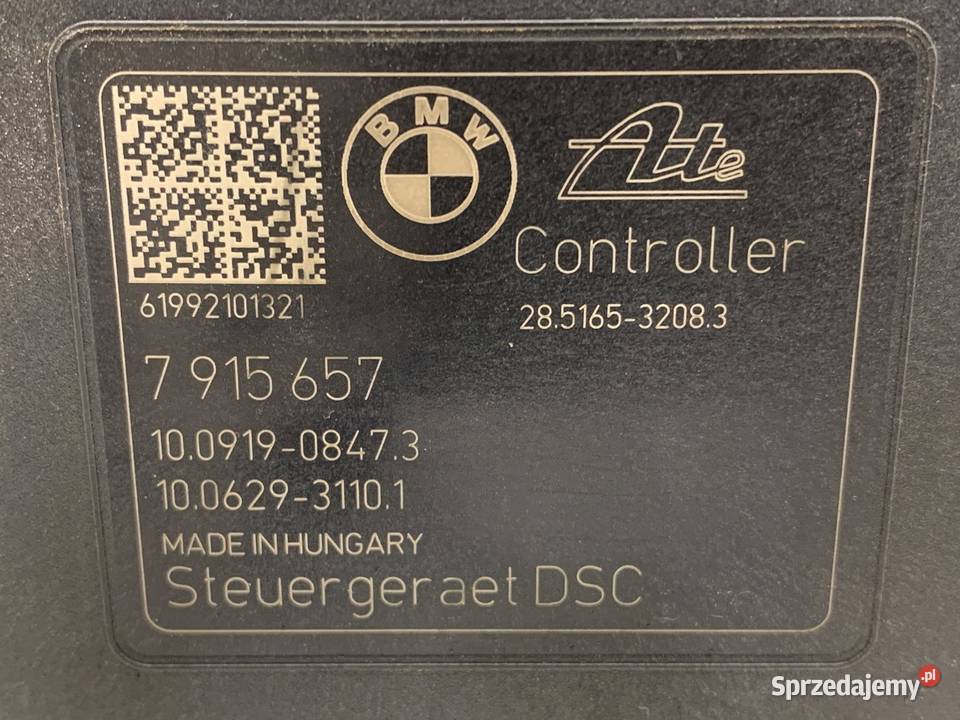 BMW
Ate
Controller
61992101321
28.5165-3208.3
7 915 657
10.0919-0847.3
10.0629-3110.1
MADE IN HUNGARY
Steuergeraet DSC
Sprzedajemy.pl